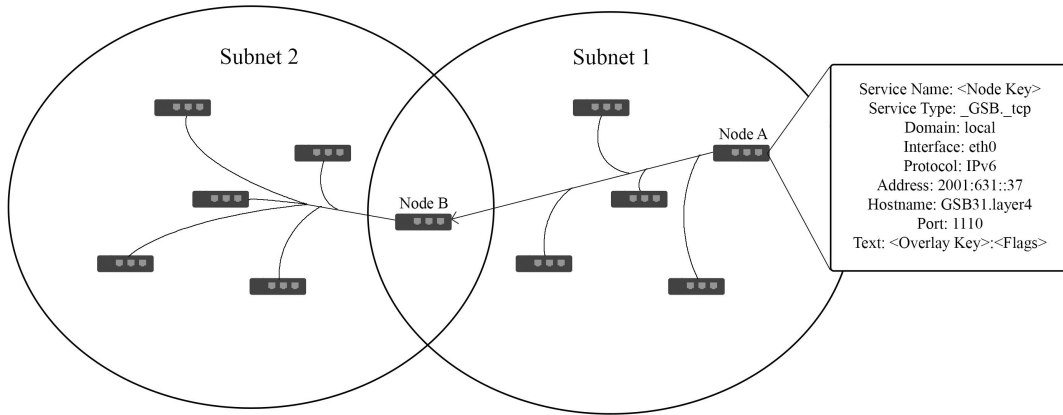 Subnet 2
Subnet 1
Node A
Node B
Service Name: <Node Key>
Service Type: _GSB._tcp
Domain: local
Interface: eth0
Protocol: IPv6
Address: 2001:631::37
Hostname: GSB31.layer4
Port: 1110
Text: <Overlay Key>:<Flags>